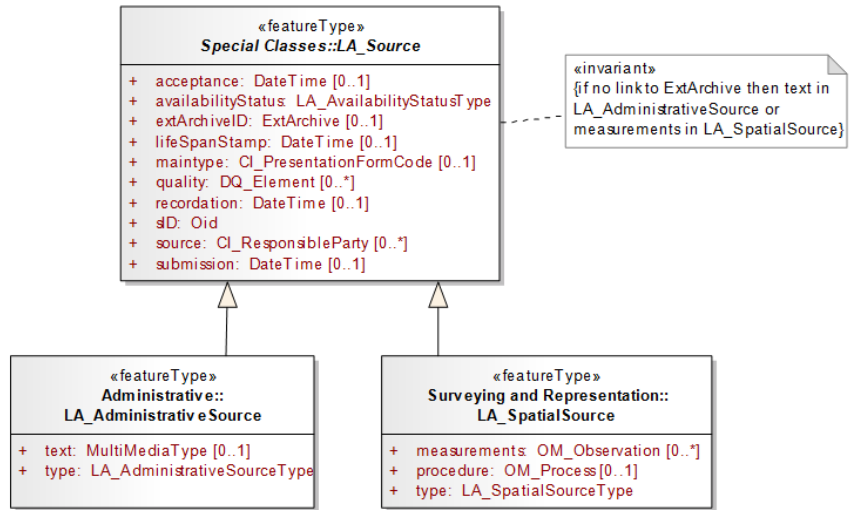 «featureType»
Special Classes::LA_Source
+ acceptance: DateTime [0..1]
+ availabilityStatus: LA_AvailabilityStatusType
+ extArchiveID: ExtArchive [0..1]
+ lifeSpanStamp: DateTime [0..1]
+ maintype: CI_PresentationFormCode [0..1]
+ quality: DQ_Element [0..*]
+ recordation: DateTime [0..1]
+ sID: Oid
+ source: CI_ResponsibleParty [0..*]
+ submission: DateTime [0..1]
«invariant»
{if no link to ExtArchive then text in
LA_AdministrativeSource or
measurements in LA_SpatialSource}
«featureType»
Administrative::
LA_AdministrativeSource
+ text: MultiMediaType [0..1]
+ type: LA_AdministrativeSourceType
«featureType»
Surveying and Representation::
LA_SpatialSource
+ measurements: OM_Observation [0..*]
+ procedure: OM_Process[0..1]
+ type: LA_SpatialSourceType